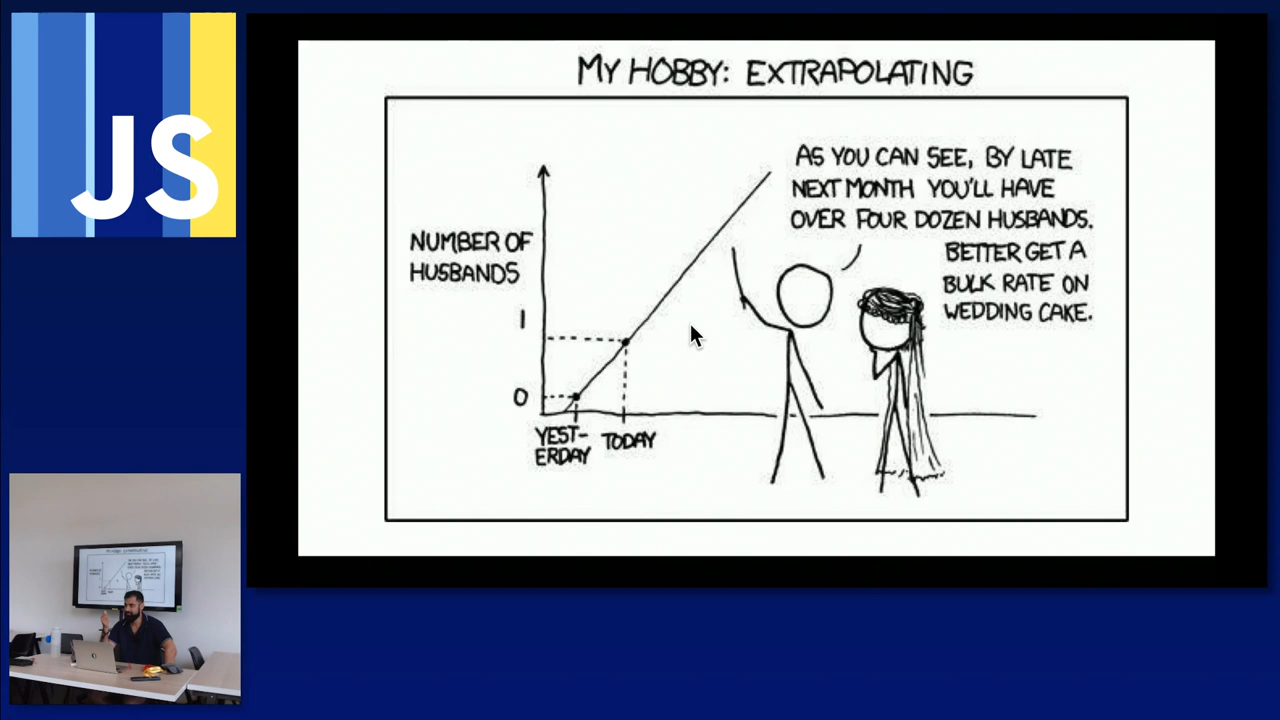 JS
MY HOBBY: EXTRAPOLATING
AS YOU CAN SEE, BY LATE
NEXT MONTH YOU'LL HAVE
OVER FOUR DOZEN HUSBANDS.
BETTER GET A
BULK RATE ON
WEDDING CAKE.
NUMBER OF
HUSBANDS
1
0
YEST-
ERDAY
TODAY